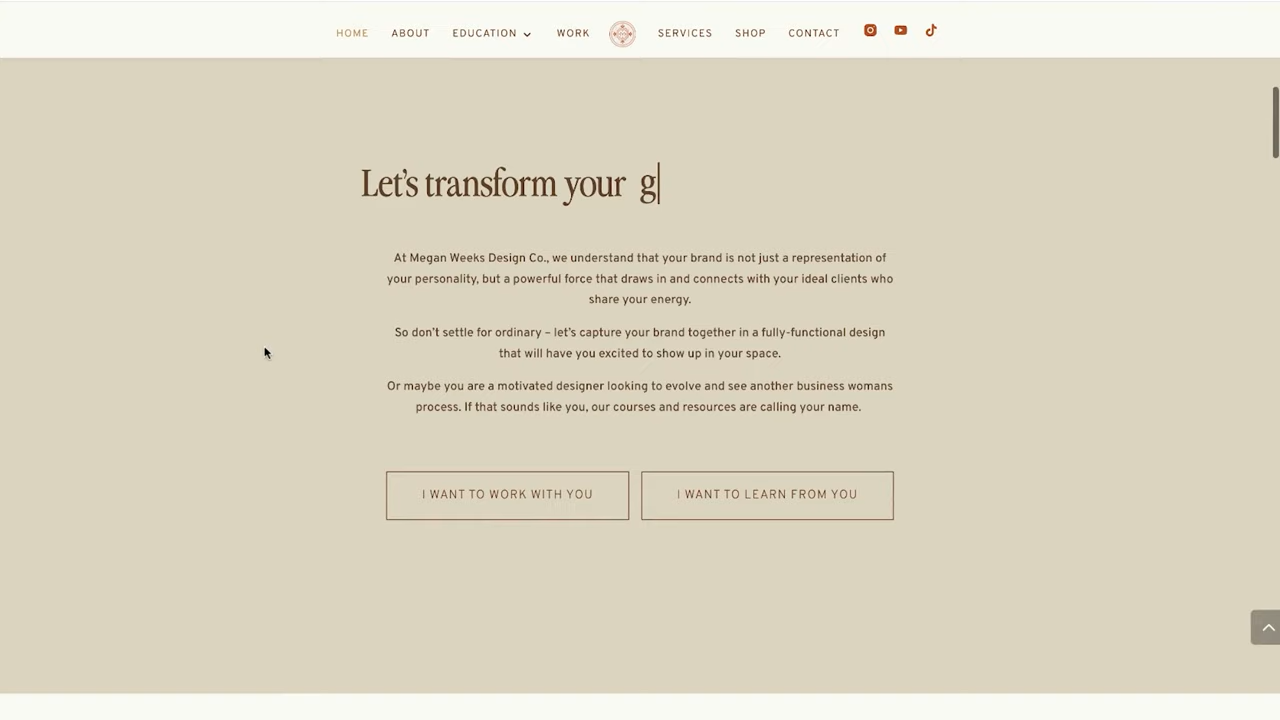 HOME ABOUT EDUCATION WORK SERVICES SHOP CONTACT
Let's transform your g
At Megan Weeks Design Co., we understand that your brand is not just a representation of
your personality, but a powerful force that draws in and connects with your ideal clients who
share your energy.
So don't settle for ordinary – let's capture your brand together in a fully-functional design
that will have you excited to show up in your space.
Or maybe you are a motivated designer looking to evolve and see another business womans
process. If that sounds like you, our courses and resources are calling your name.
I WANT TO WORK WITH YOU I WANT TO LEARN FROM YOU